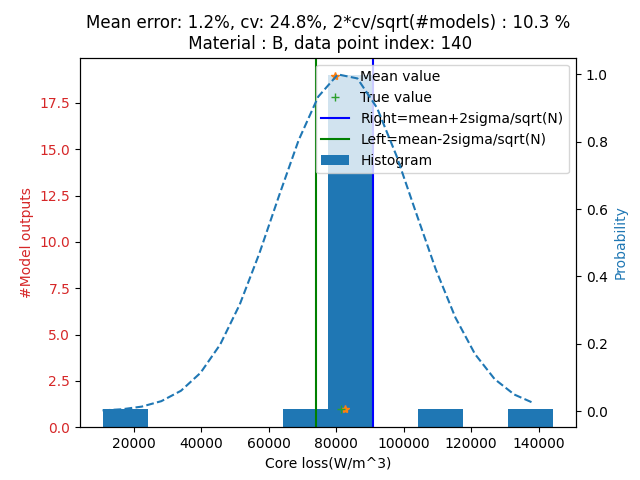 Mean error: 1.2%, cv: 24.8%, 2*cv/sqrt(#models) : 10.3 %
Material : B, data point index: 140
Mean value
True value
Right=mean+2sigma/sqrt(N)
Left=mean-2sigma/sqrt(N)
Histogram
17.5
15.0
12.5
10.0
7.5
5.0
2.5
0.0
#Model outputs
1.0
0.8
0.6
0.4
0.2
0.0
Probability
20000 40000 60000 80000 100000 120000 140000
Core loss(W/m^3)